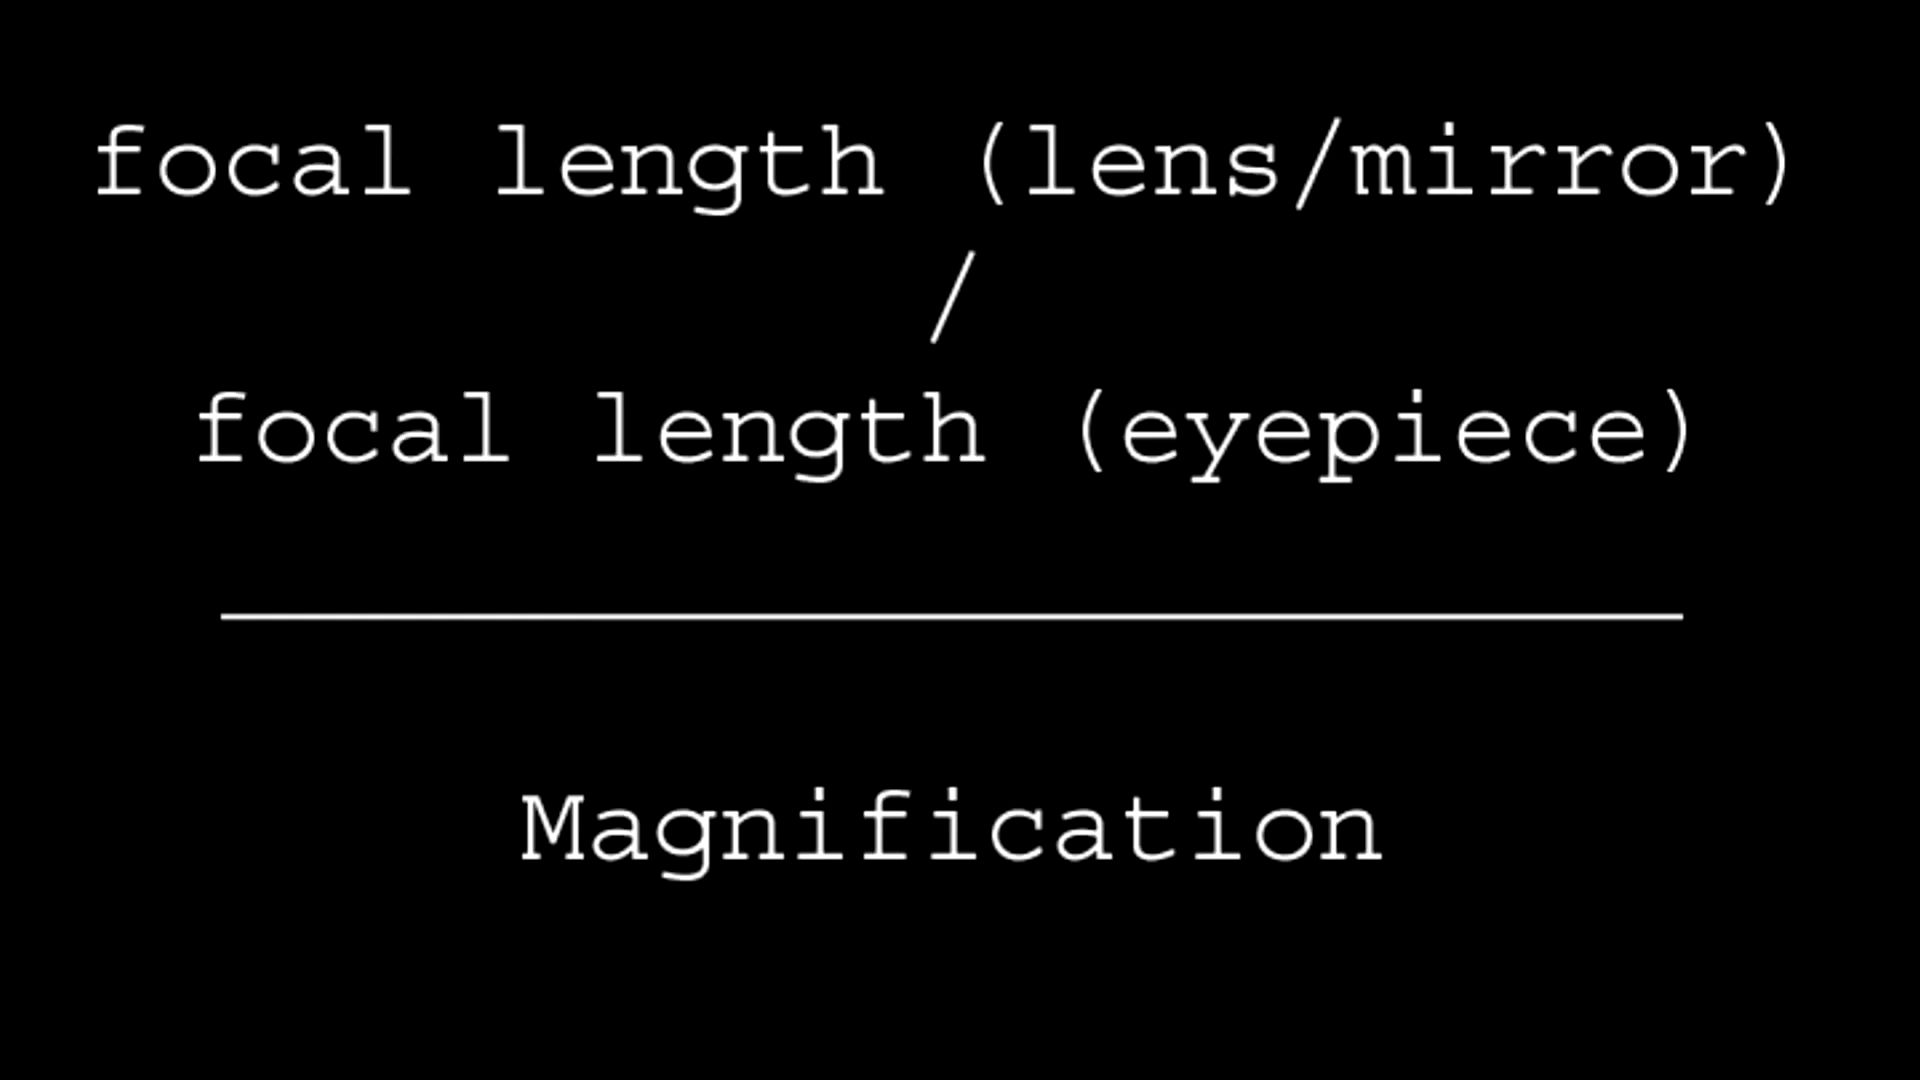 focal length (lens/mirror)
/
focal length (eyepiece)
Magnification